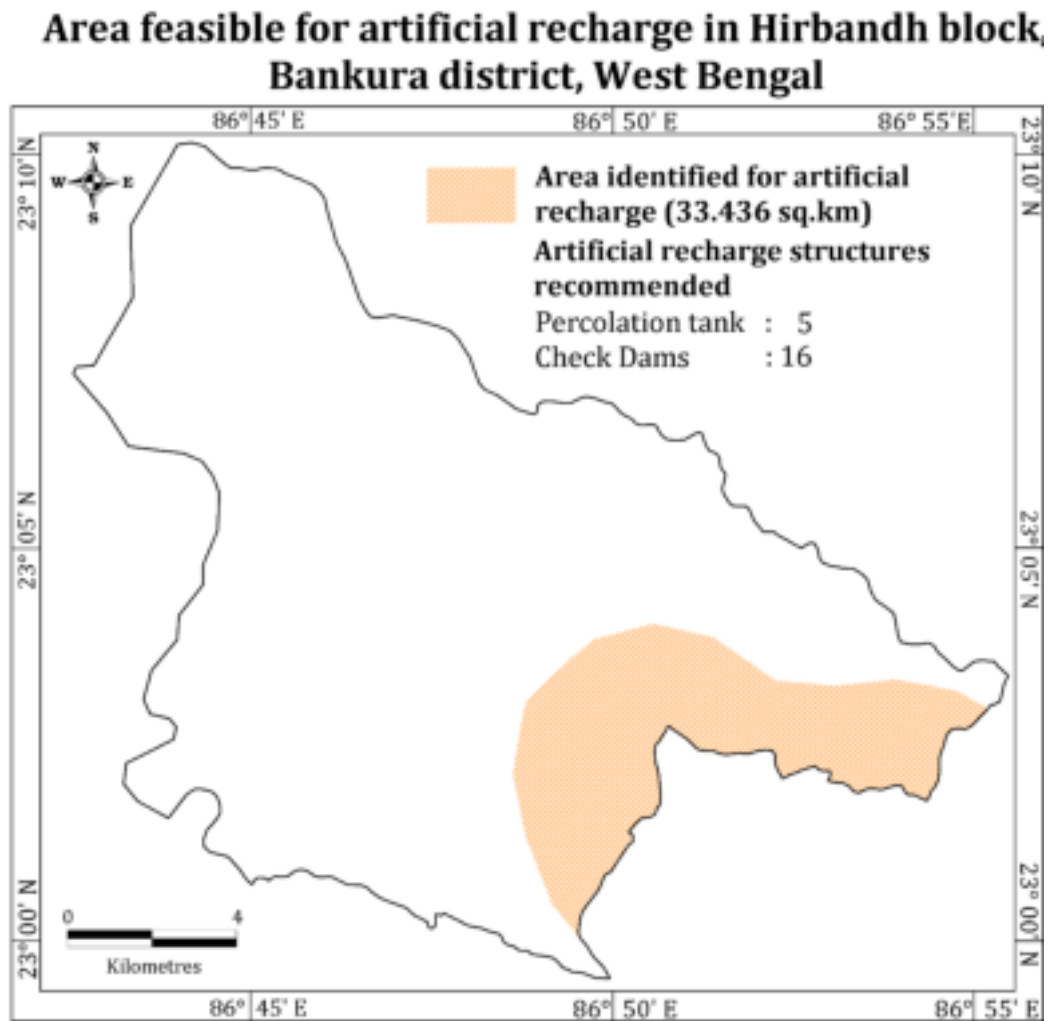 Area feasible for artificial recharge in Hirbandh block,
Bankura district, West Bengal
86° 45' E 86° 50' E 86° 55' E
23° 10' N 23° 10' N
N
W E
S
Area identified for artificial
recharge (33.436 sq.km)
Artificial recharge structures
recommended
Percolation tank : 5
Check Dams : 16
23° 05' N 23° 05' N
23° 00' N 23° 00' N
0 4
Kilometres
86° 45' E 86° 50' E 86° 55' E